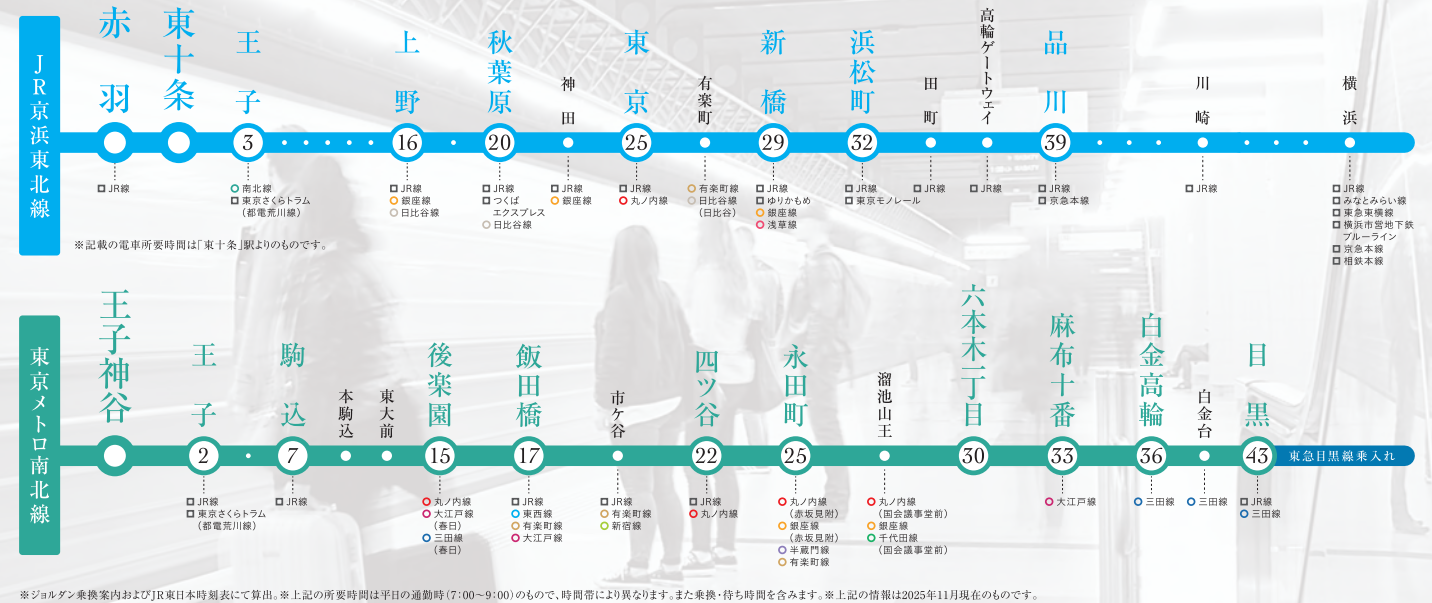 JR京浜東北線
赤羽
東十条
王子
上野
秋葉原
神田
東京
有楽町
新橋
浜松町
田町
高輪ゲートウェイ
品川
川崎
横浜
3
16
20
25
29
32
39
JR線
南北線
東京さくらトラム
(都電荒川線)
JR線
銀座線
日比谷線
JR線
つくば
エクスプレス
日比谷線
JR線
銀座線
JR線
丸ノ内線
有楽町線
日比谷線
(日比谷)
JR線
ゆりかもめ
銀座線
浅草線
JR線
東京モノレール
JR線
JR線
JR線
京急本線
JR線
JR線
みなとみらい線
東急東横線
横浜市営地下鉄
ブルーライン
京急本線
相鉄本線
※記載の電車所要時間は「東十条」駅よりのものです。
東京メトロ南北線
王子神谷
王子
駒込
本駒込
東大前
後楽園
飯田橋
市ケ谷
四ツ谷
永田町
溜池山王
六本木一丁目
麻布十番
白金高輪
白金台
目黒
2
7
15
17
22
25
30
33
36
43
東急目黒線乗入れ
JR線
東京さくらトラム
(都電荒川線)
JR線
丸ノ内線
大江戸線
(春日)
三田線
(春日)
JR線
東西線
有楽町線
大江戸線
JR線
有楽町線
新宿線
JR線
丸ノ内線
丸ノ内線
(赤坂見附)
銀座線
(赤坂見附)
半蔵門線
有楽町線
丸ノ内線
(国会議事堂前)
銀座線
千代田線
(国会議事堂前)
大江戸線
三田線
三田線
JR線
三田線
※ジョルダン乗換案内およびJR東日本時刻表にて算出。※上記の所要時間は平日の通勤時(7:00〜9:00)のもので、時間帯により異なります。また乗換・待ち時間を含みます。※上記の情報は2025年11月現在のものです。